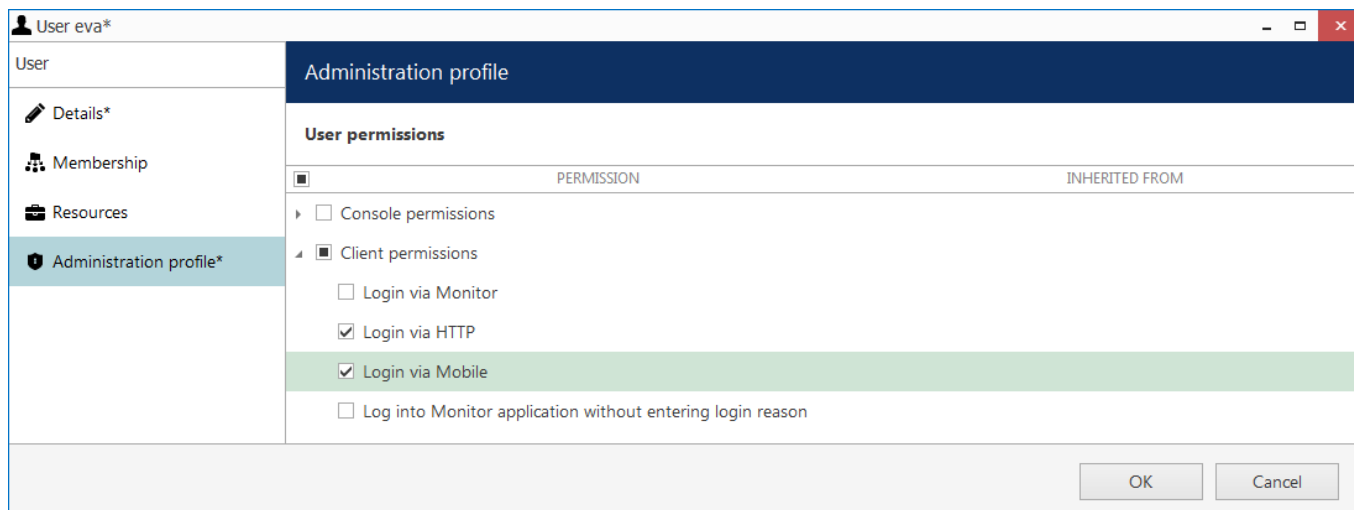 User eva*
User
Administration profile
Details*
User permissions
Membership
PERMISSION INHERITED FROM
Resources
Console permissions
Administration profile*
Client permissions
Login via Monitor
Login via HTTP
Login via Mobile
Log into Monitor application without entering login reason
OK Cancel